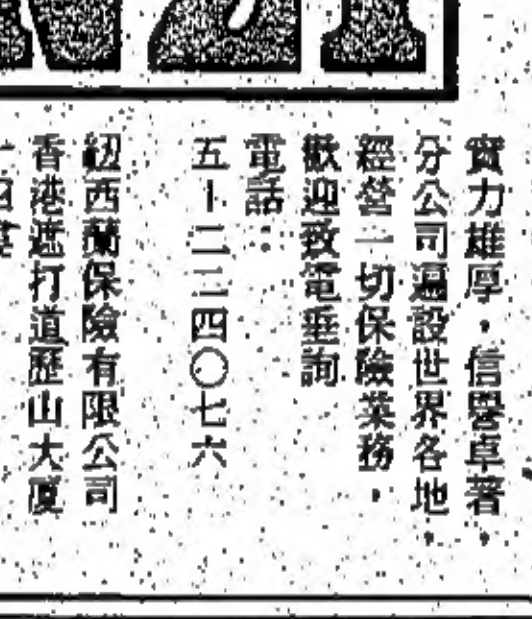 實力雄厚，信譽卓著，
分公司遍設世界各地，
經營一切保險業務，
歡迎致電垂詢
電話：
五－二二四〇七六
紐西蘭保險有限公司
香港遮打道歷山大廈